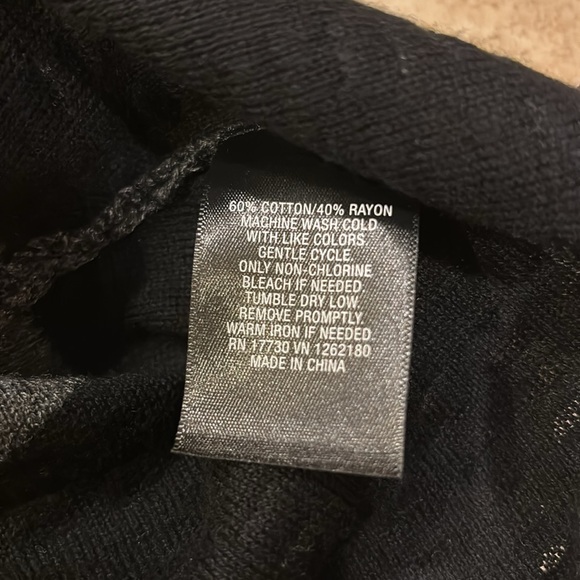 60% COTTON/40% RAYON
MACHINE WASH COLD
WITH LIKE COLORS
GENTLE CYCLE.
ONLY NON-CHLORINE
BLEACH IF NEEDED.
TUMBLE DRY LOW.
REMOVE PROMPTLY.
WARM IRON IF NEEDED
RN 17730 VN 1262180
MADE IN CHINA